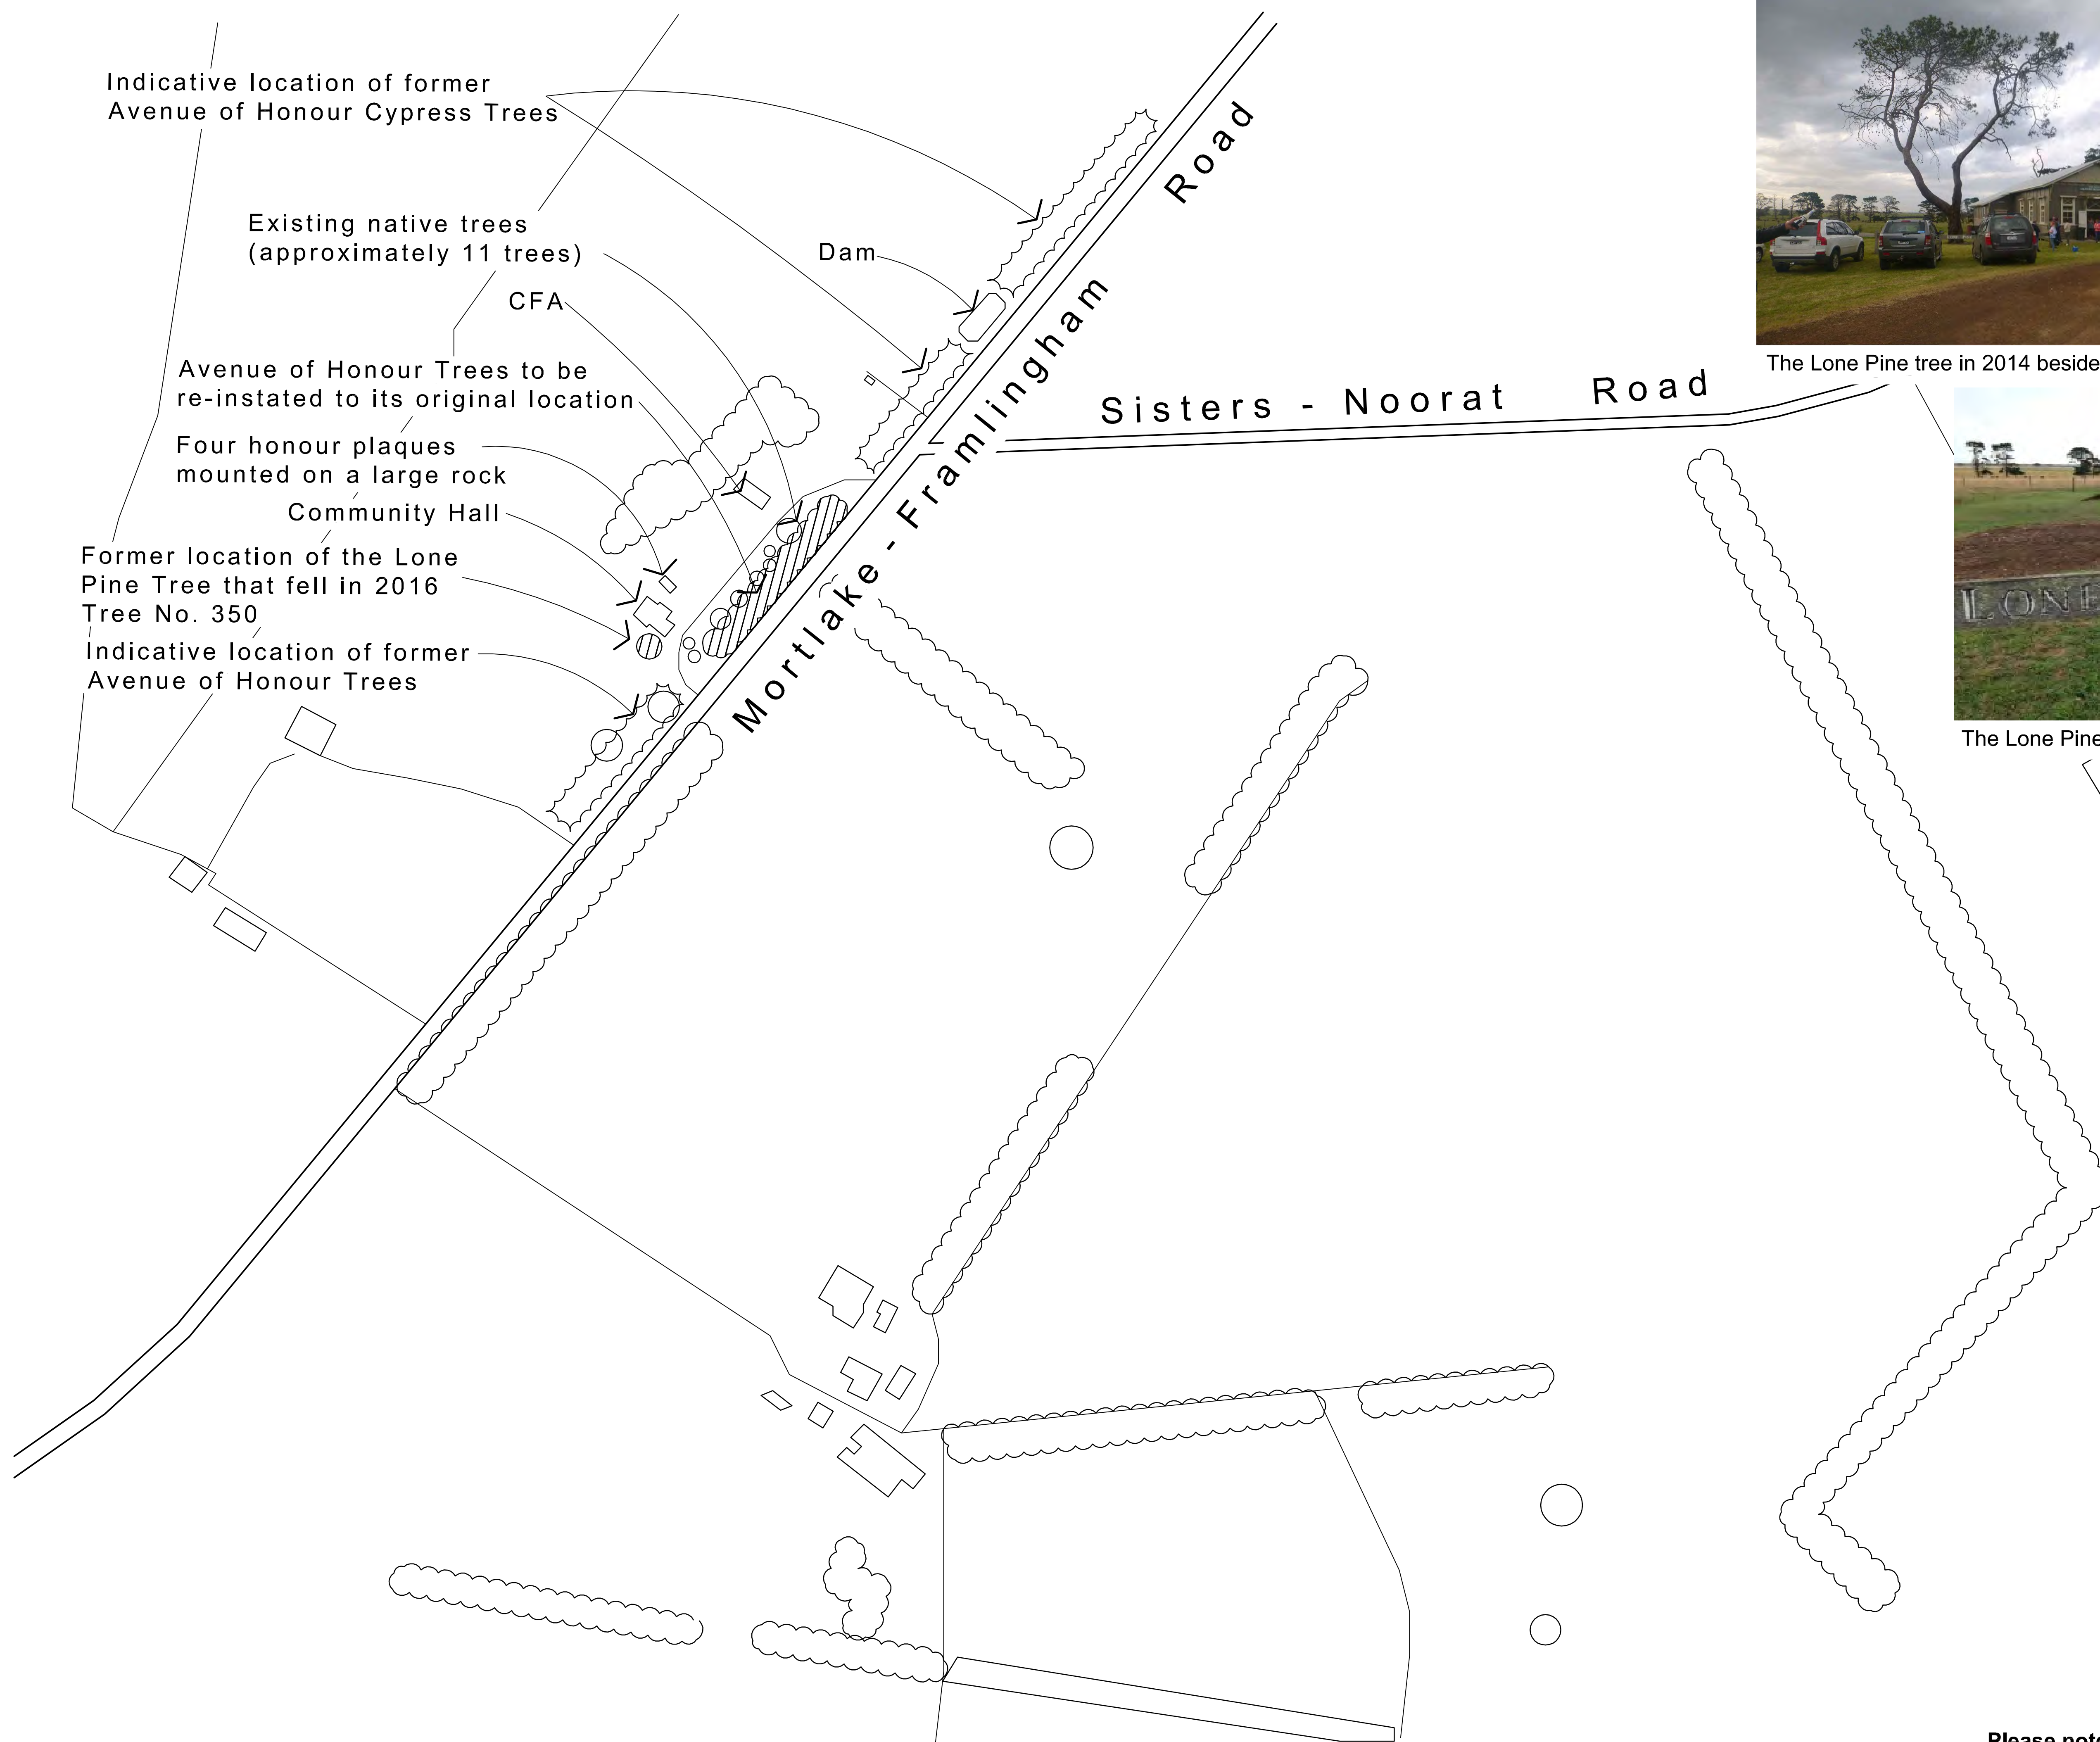 Indicative location of former
Avenue of Honour Cypress Trees
Existing native trees
(approximately 11 trees)
Dam
CFA
Avenue of Honour Trees to be
re-instated to its original location
Four honour plaques
mounted on a large rock
Community Hall
Former location of the Lone
Pine Tree that fell in 2016
Tree No. 350
Indicative location of former
Avenue of Honour Trees
Mortlake - Framlingham Road
Sisters - Noorat Road
The Lone Pine tree in 2014 beside
The Lone Pine
Please note